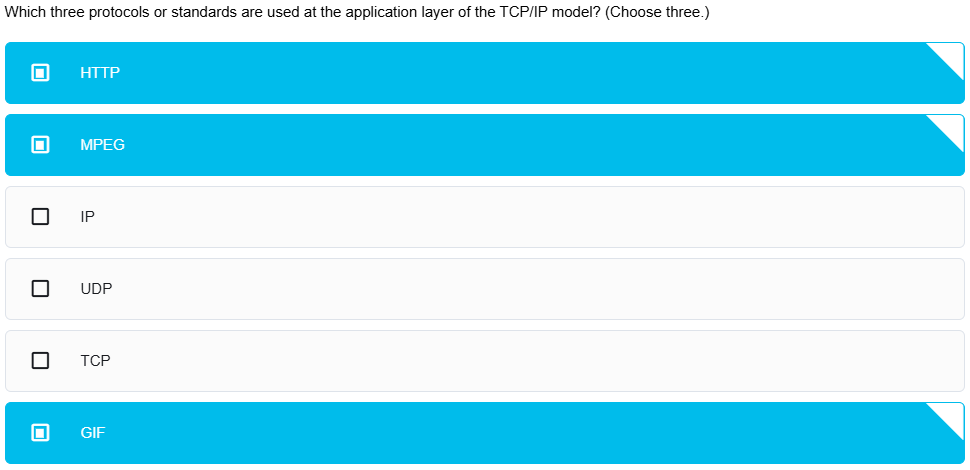 Which three protocols or standards are used at the application layer of the TCP/IP model? (Choose three.)
HTTP
MPEG
IP
UDP
TCP
GIF